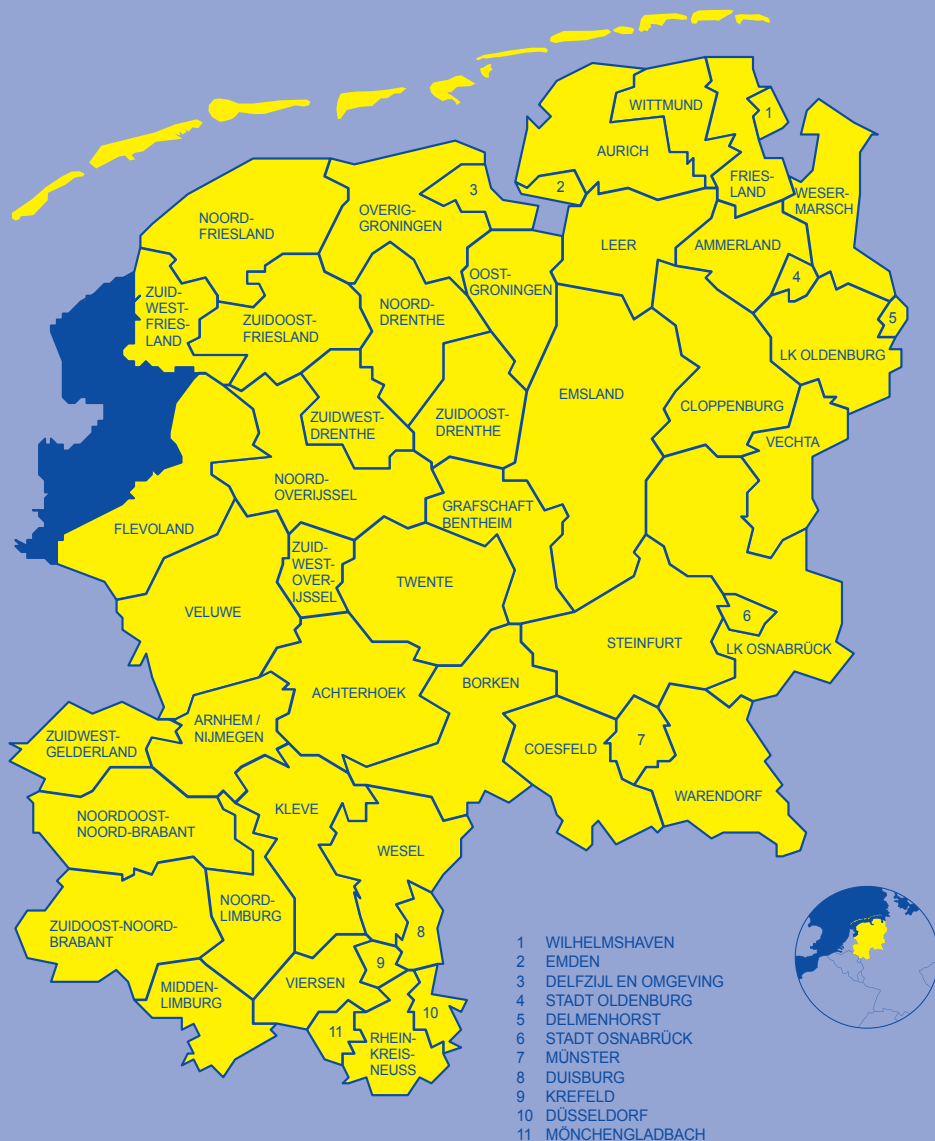 WITTMUND
1
AURICH
2
FRIES-
LAND
WESER-
MARSCH
3
NOORD-
FRIESLAND
OVERIG-
GRONINGEN
LEER
AMMERLAND
4
5
OOST-
GRONINGEN
ZUID-
WEST-
FRIES-
LAND
ZUIDOOST-
FRIESLAND
NOORD-
DRENTHE
LK OLDENBURG
EMSLAND
CLOPPENBURG
ZUIDWEST-
DRENTHE
ZUIDOOST-
DRENTHE
VECHTA
NOORD-
OVERIJSSEL
GRAFSCHAFT
BENTHEIM
FLEVOLAND
ZUID-
WEST-
OVER-
IJSSEL
TWENTE
VELUWE
6
STEINFURT
LK OSNABRÜCK
ACHTERHOEK
BORKEN
ZUIDWEST-
GELDERLAND
ARNHEM /
NIJMEGEN
COESFELD
7
WARENDORF
NOORDOOST-
NOORD-BRABANT
KLEVE
WESEL
ZUIDOOST-NOORD-
BRABANT
NOORD-
LIMBURG
8
9
MIDDEN-
LIMBURG
VIERSEN
10
11
RHEIN-
KREIS-
NEUSS
1 WILHELMSHAVEN
2 EMDEN
3 DELFZIJL EN OMGEVING
4 STADT OLDENBURG
5 DELMENHORST
6 STADT OSNABRÜCK
7 MÜNSTER
8 DUISBURG
9 KREFELD
10 DÜSSELDORF
11 MÖNCHENGLADBACH